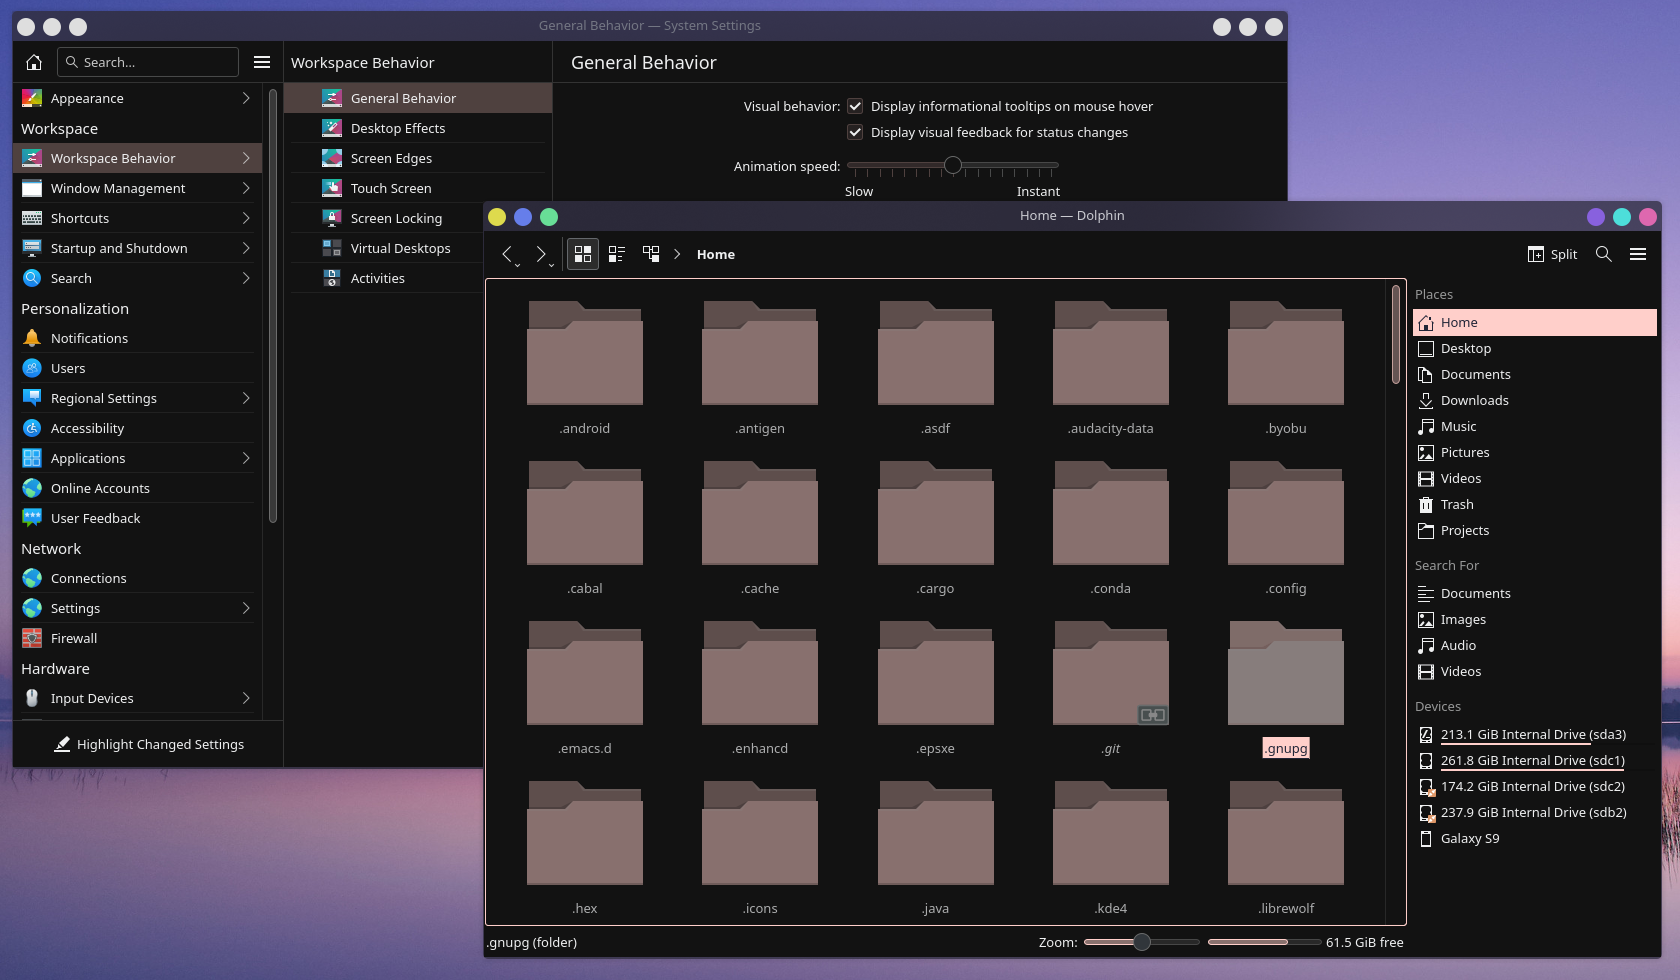 General Behavior — System Settings
Search...
Workspace Behavior
General Behavior
Appearance
Workspace
Workspace Behavior
Window Management
Shortcuts
Startup and Shutdown
Search
Personalization
Notifications
Users
Regional Settings
Accessibility
Applications
Online Accounts
User Feedback
Network
Connections
Settings
Firewall
Hardware
Input Devices
Highlight Changed Settings
General Behavior
Desktop Effects
Screen Edges
Touch Screen
Screen Locking
Virtual Desktops
Activities
Visual behavior: Display informational tooltips on mouse hover
Display visual feedback for status changes
Animation speed:
Slow Instant
Home — Dolphin
Home
Split
.android .antigen .asdf .audacity-data .byobu
.cabal .cache .cargo .conda .config
.emacs.d .enhancd .epsxe .git .gnupg
.hex .icons .java .kde4 .librewolf
Places
Home
Desktop
Documents
Downloads
Music
Pictures
Videos
Trash
Projects
Search For
Documents
Images
Audio
Videos
Devices
213.1 GiB Internal Drive (sda3)
261.8 GiB Internal Drive (sdc1)
174.2 GiB Internal Drive (sdc2)
237.9 GiB Internal Drive (sdb2)
Galaxy S9
.gnupg (folder)
Zoom: 61.5 GiB free